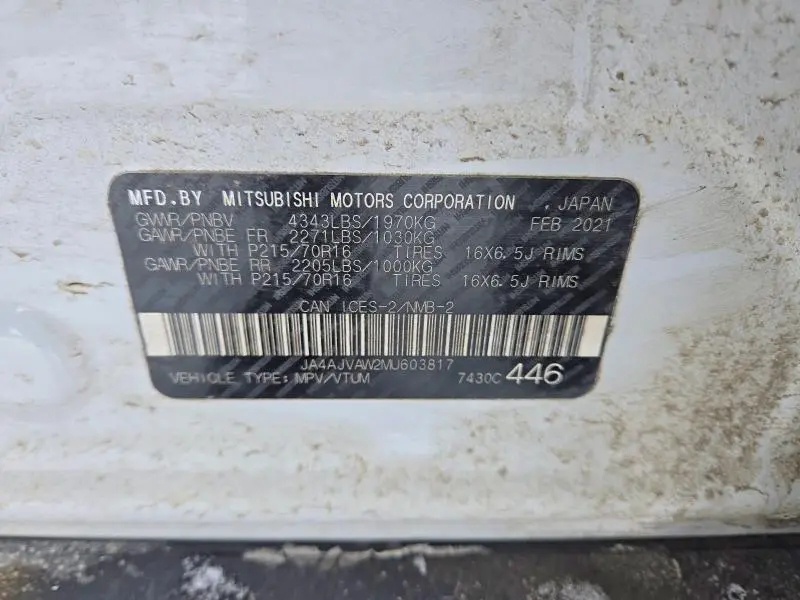 MFD.BY MITSUBISHI MOTORS CORPORATION , JAPAN
GVWR/PNBV 4343LBS/1970KG FEB 2021
GAWR/PNBE FR 2271LBS/1030KG
WITH P215/70R16 TIRES 16X6.5J RIMS
GAWR/PNBE RR 2205LBS/1000KG
WITH P215/70R16 TIRES 16X6.5J RIMS
CAN ICES-2/NMB-2
JA4AJVAW2MU603817
VEHICLE TYPE: MPV/VTUM 7430C 446